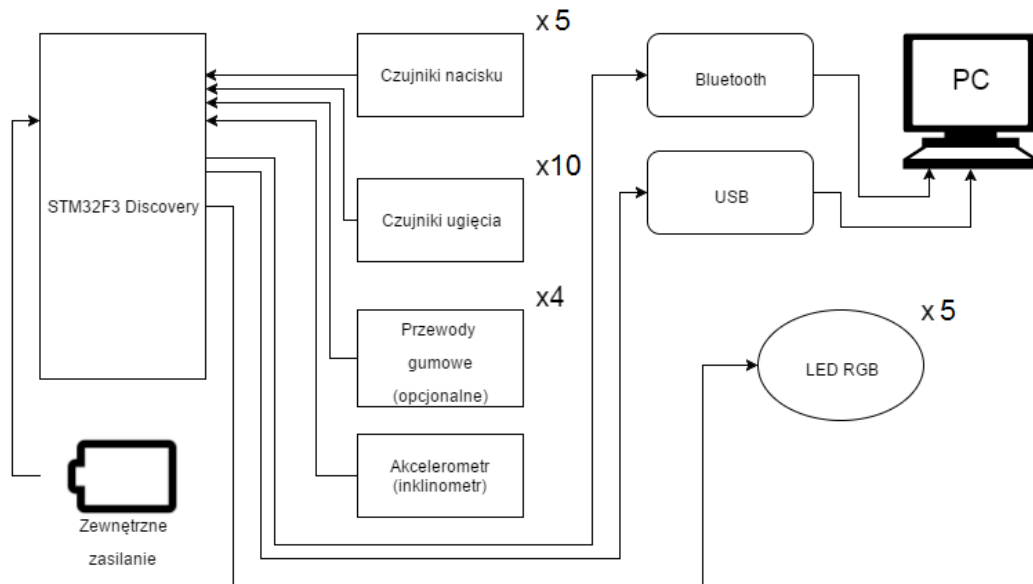 x 5
Czujniki nacisku
Bluetooth
PC
x10
STM32F3 Discovery
Czujniki ugięcia
USB
x4
Przewody
gumowe
(opcjonalne)
x 5
LED RGB
Akcelerometr
(inklinometr)
Zewnętrzne
zasilanie